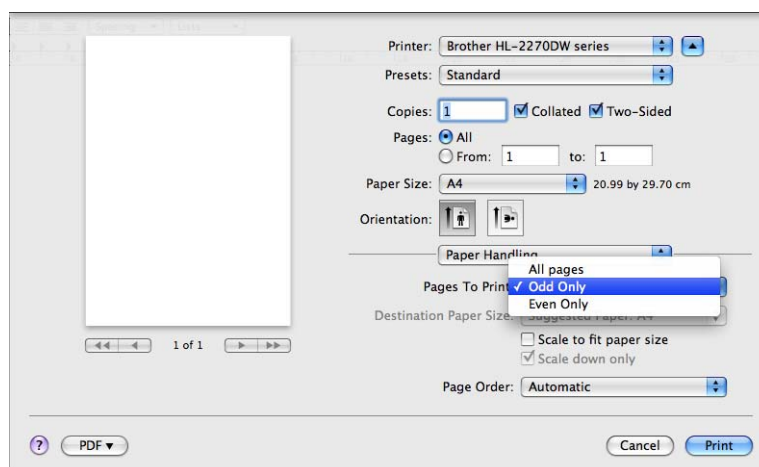 Printer: Brother HL-2270DW series
Presets: Standard
Copies: 1 Collated Two-Sided
Pages: All
From: 1 to: 1
Paper Size: A4 20.99 by 29.70 cm
Orientation:
Paper Handling
All pages
Pages To Print ✓ Odd Only
Even Only
Destination Paper Size: Suggested Paper: A4
Scale to fit paper size
Scale down only
1 of 1
Page Order: Automatic
? PDF ▾ Cancel Print